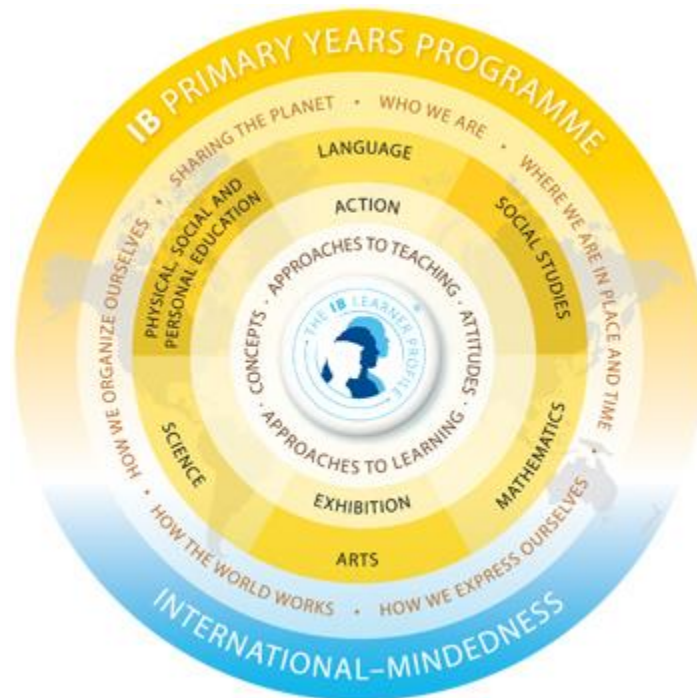 IB PRIMARY YEARS PROGRAMME
SHARING THE PLANET • WHO WE ARE • WHERE WE ARE IN PLACE AND TIME • HOW WE EXPRESS OURSELVES • HOW THE WORLD WORKS • HOW WE ORGANIZE OURSELVES •
LANGUAGE
SOCIAL STUDIES
MATHEMATICS
ARTS
SCIENCE
PHYSICAL, SOCIAL AND
PERSONAL EDUCATION
ACTION
EXHIBITION
APPROACHES TO TEACHING · ATTITUDES · APPROACHES TO LEARNING · CONCEPTS ·
THE IB LEARNER PROFILE
®
INTERNATIONAL–MINDEDNESS